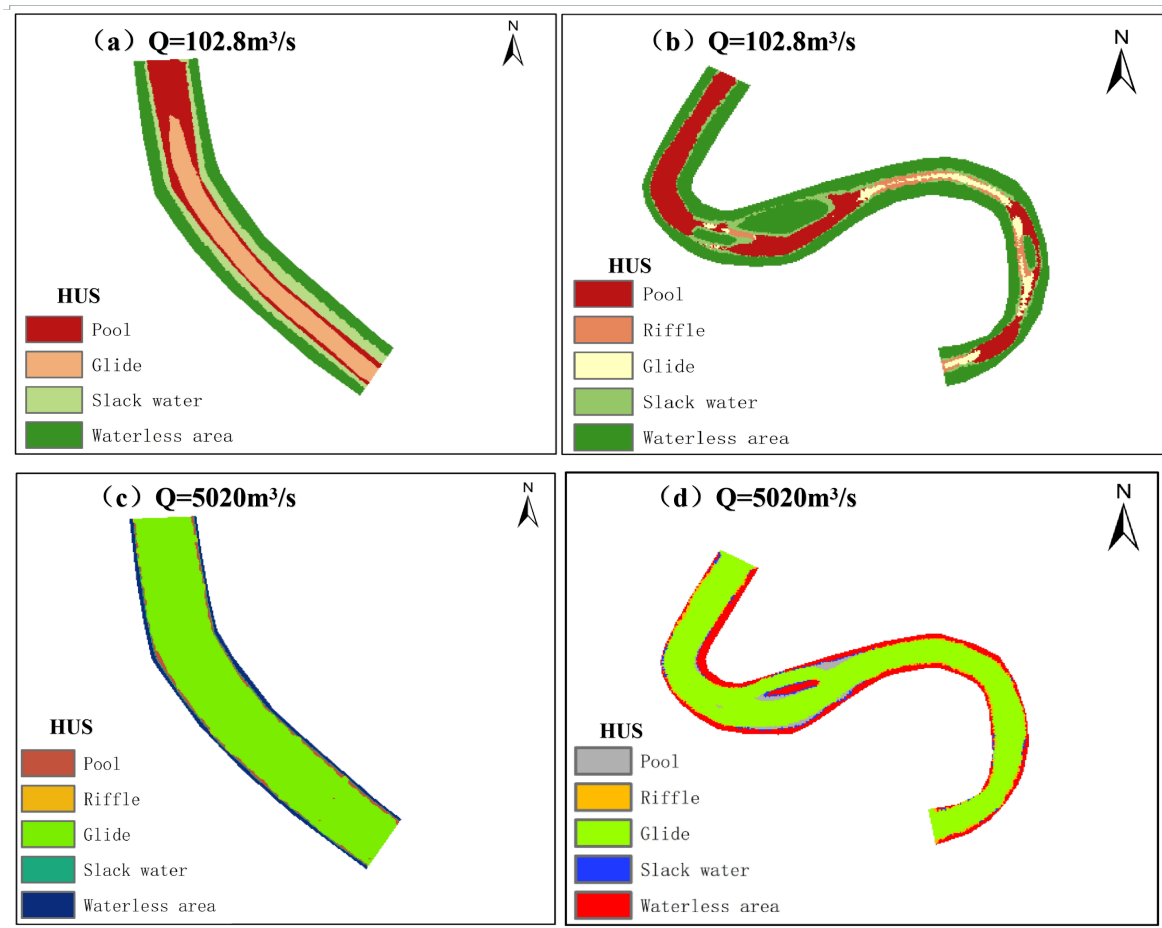 （a）Q=102.8m³/s
N
HUS
Pool
Glide
Slack water
Waterless area
（b）Q=102.8m³/s
N
HUS
Pool
Riffle
Glide
Slack water
Waterless area
（c）Q=5020m³/s
N
HUS
Pool
Riffle
Glide
Slack water
Waterless area
（d）Q=5020m³/s
N
HUS
Pool
Riffle
Glide
Slack water
Waterless area